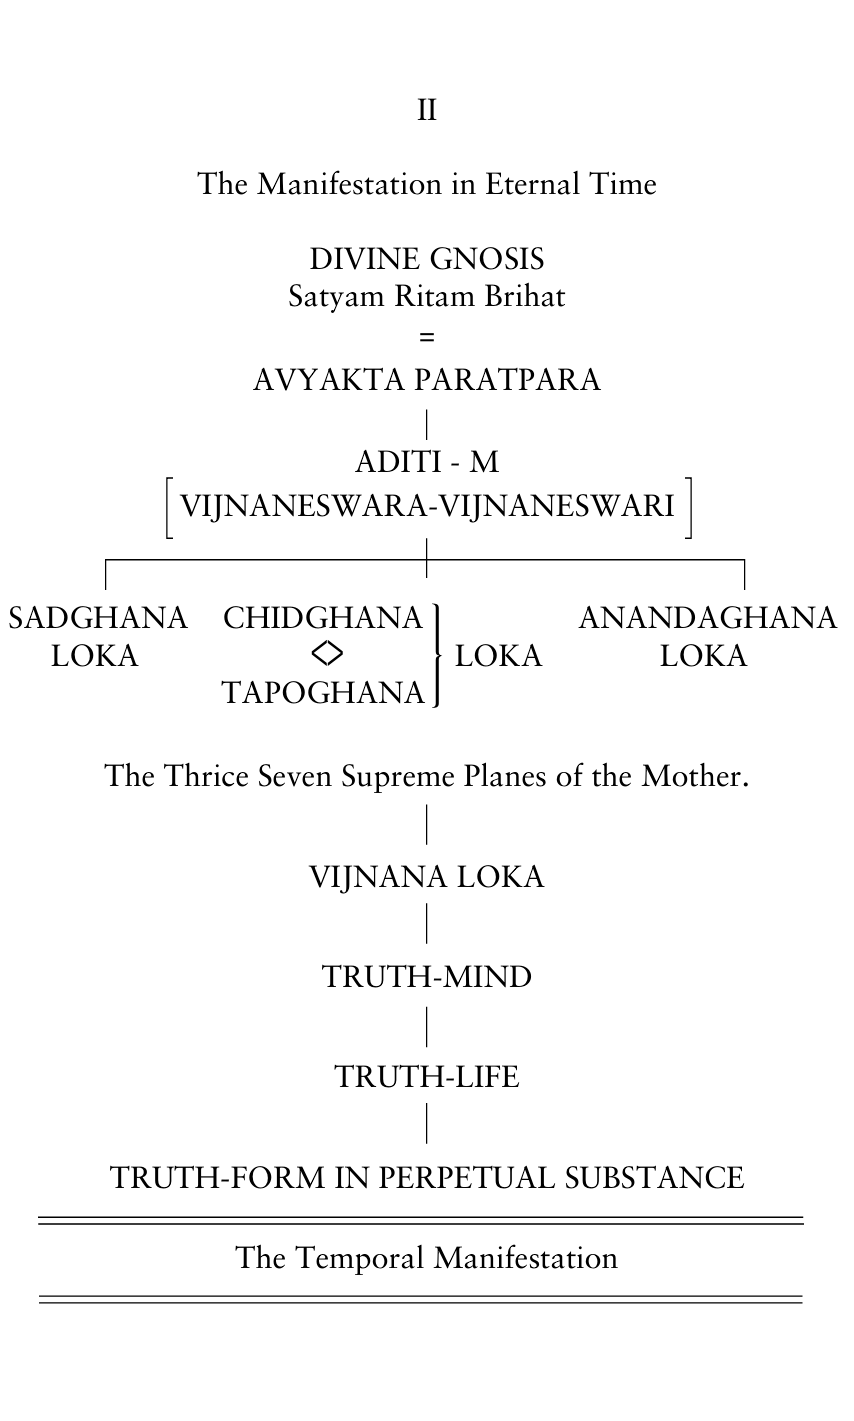 II
The Manifestation in Eternal Time
DIVINE GNOSIS
Satyam Ritam Brihat
=
AVYAKTA PARATPARA
ADITI - M
[VIJNANESWARA-VIJNANESWARI]
SADGHANA CHIDGHANA ANANDAGHANA
LOKA <> } LOKA LOKA
TAPOGHANA
The Thrice Seven Supreme Planes of the Mother.
VIJNANA LOKA
TRUTH-MIND
TRUTH-LIFE
TRUTH-FORM IN PERPETUAL SUBSTANCE
The Temporal Manifestation